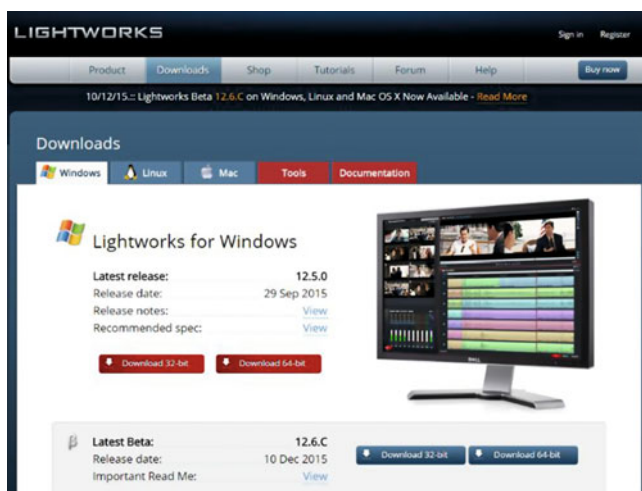 LIGHTWORKS
Sign in Register
Product Downloads Shop Tutorials Forum Help Buy now
10/12/15.:: Lightworks Beta 12.6.C on Windows, Linux and Mac OS X Now Available - Read More
Downloads
Windows Linux Mac Tools Documentation
Lightworks for Windows
Latest release: 12.5.0
Release date: 29 Sep 2015
Release notes: View
Recommended spec: View
Download 32-bit Download 64-bit
DELL
β Latest Beta: 12.6.C
Release date: 10 Dec 2015
Download 32-bit Download 64-bit
Important Read Me: View